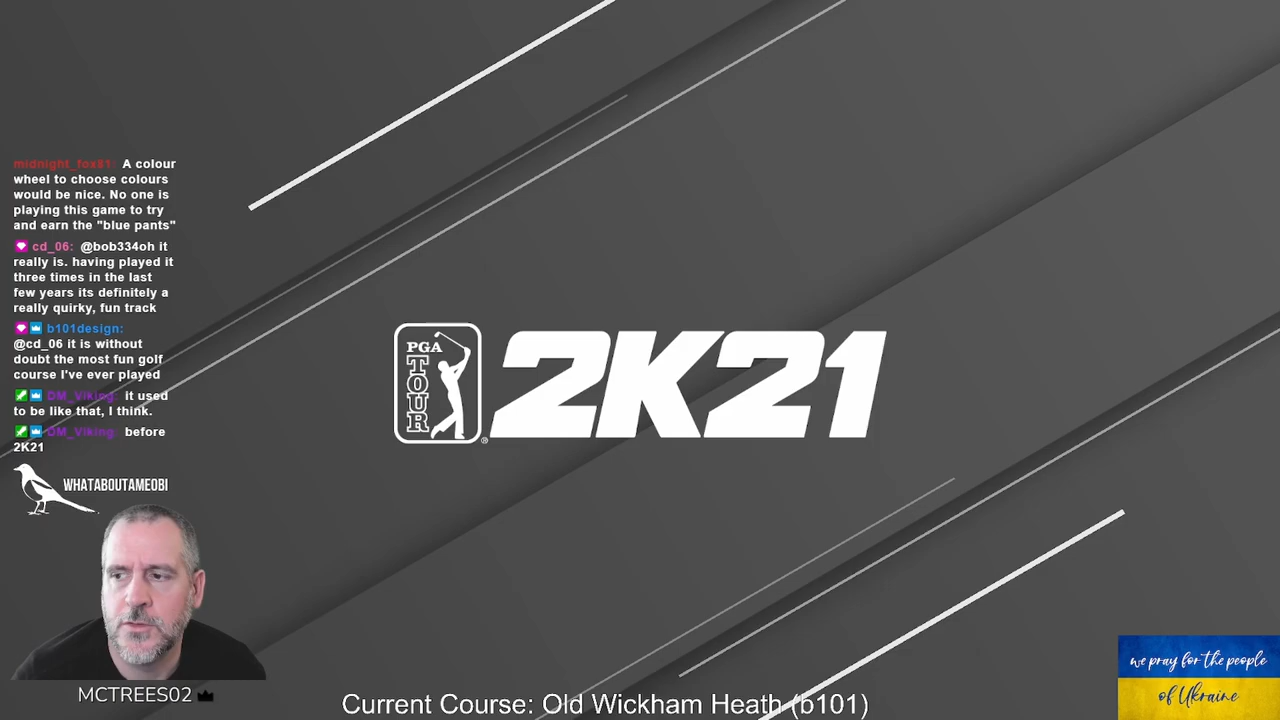 midnight_fox81: A colour
wheel to choose colours
would be nice. No one is
playing this game to try
and earn the "blue pants"
cd_06: @bob334oh it
really is. having played it
three times in the last
few years its definitely a
really quirky, fun track
b101design:
@cd_06 it is without
doubt the most fun golf
course I've ever played
DM_Viking: it used
to be like that, I think.
DM_Viking: before
2K21
WHATABOUTAMEOBI
PGA
TOUR
®
2K21
MCTREES02
Current Course: Old Wickham Heath (b101)
we pray for the people
of Ukraine